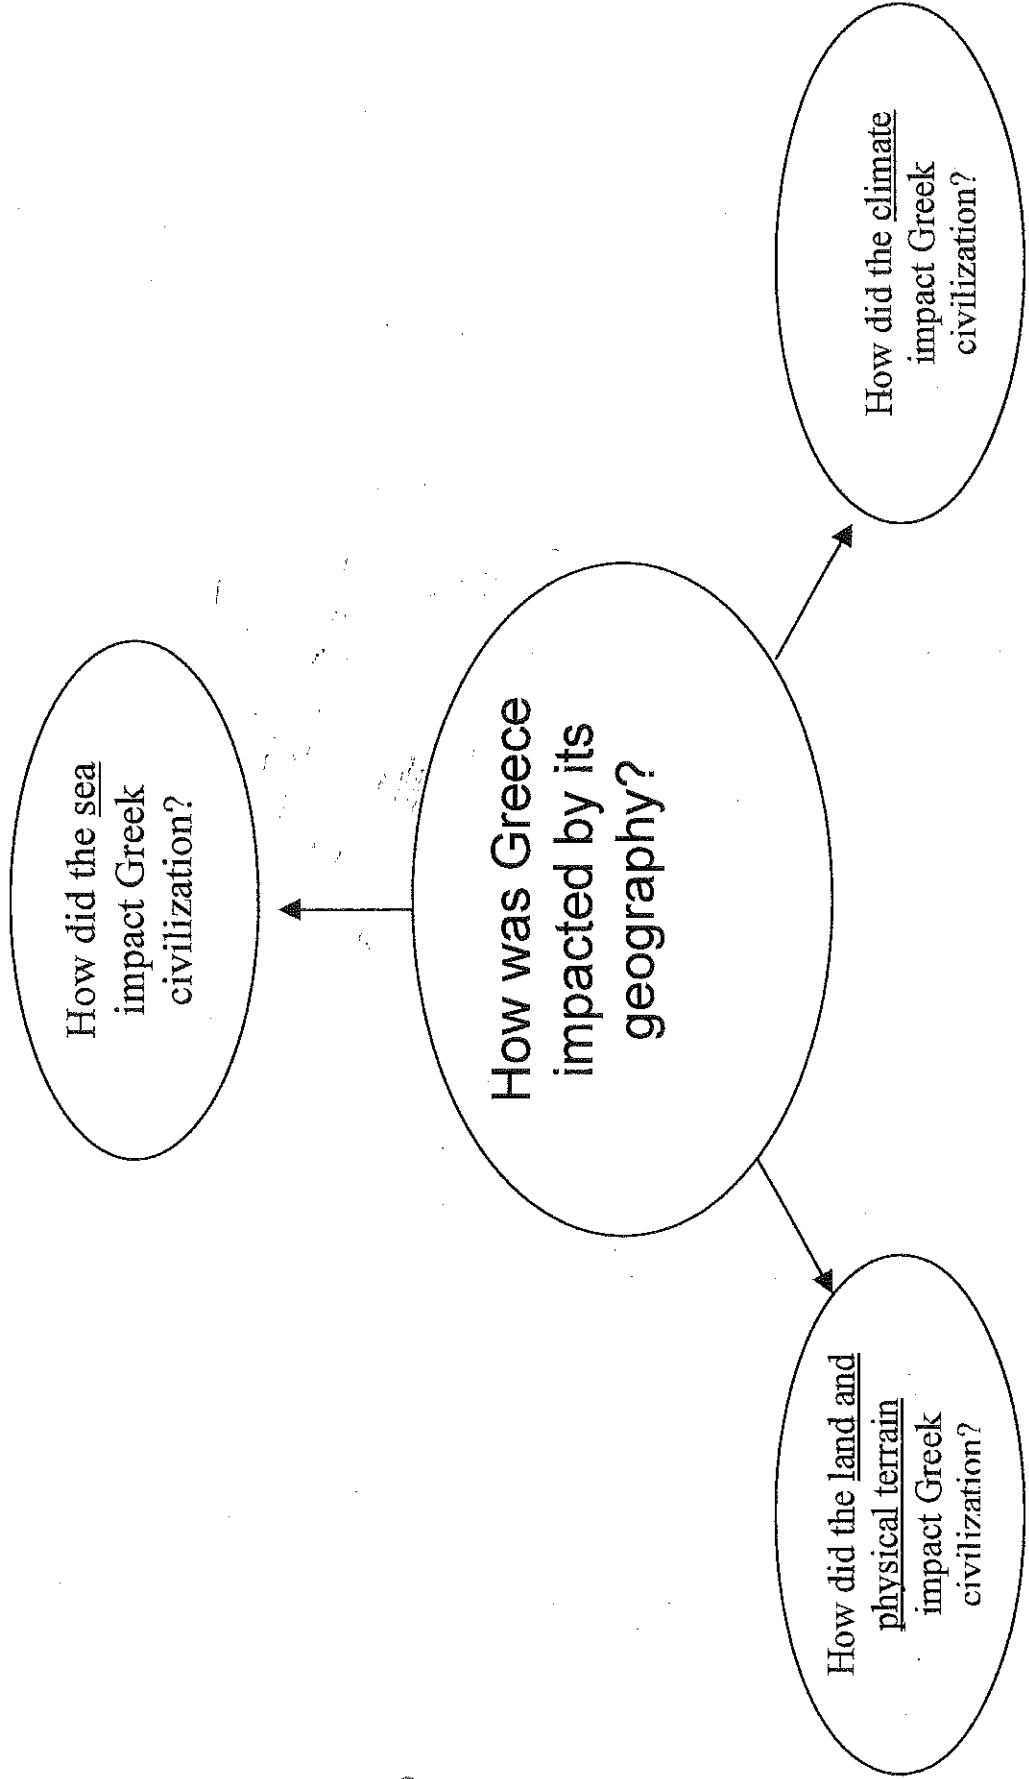 How did the sea
impact Greek
civilization?
How was Greece
impacted by its
geography?
How did the land and
physical terrain
impact Greek
civilization?
How did the climate
impact Greek
civilization?